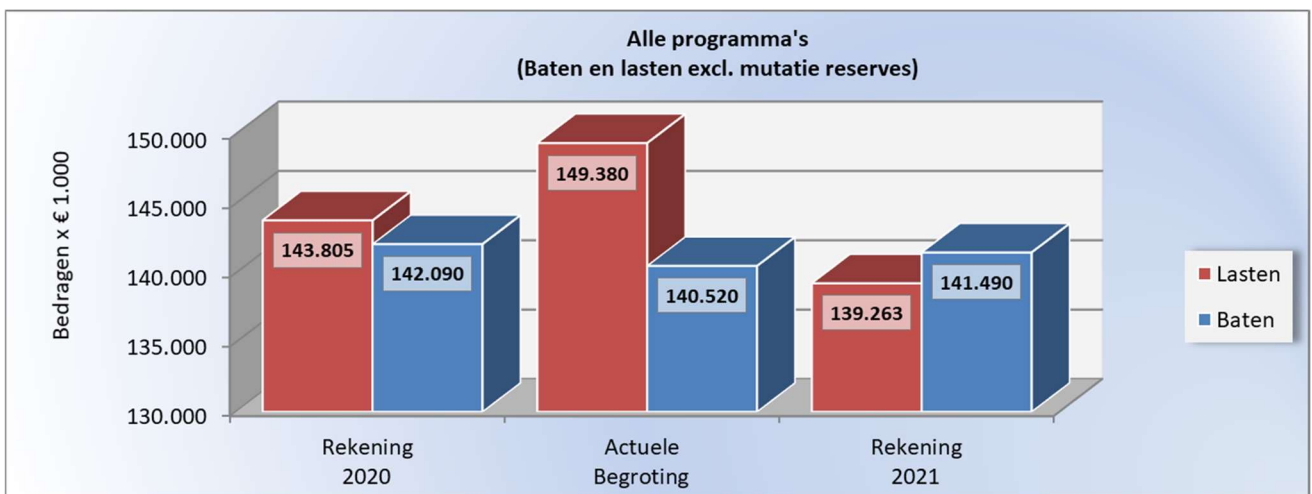 Alle programma's
(Baten en lasten excl. mutatie reserves)
Bedragen x € 1.000
150.000
145.000
140.000
135.000
130.000
143.805
142.090
149.380
140.520
139.263
141.490
Lasten
Baten
Rekening
2020
Actuele
Begroting
Rekening
2021